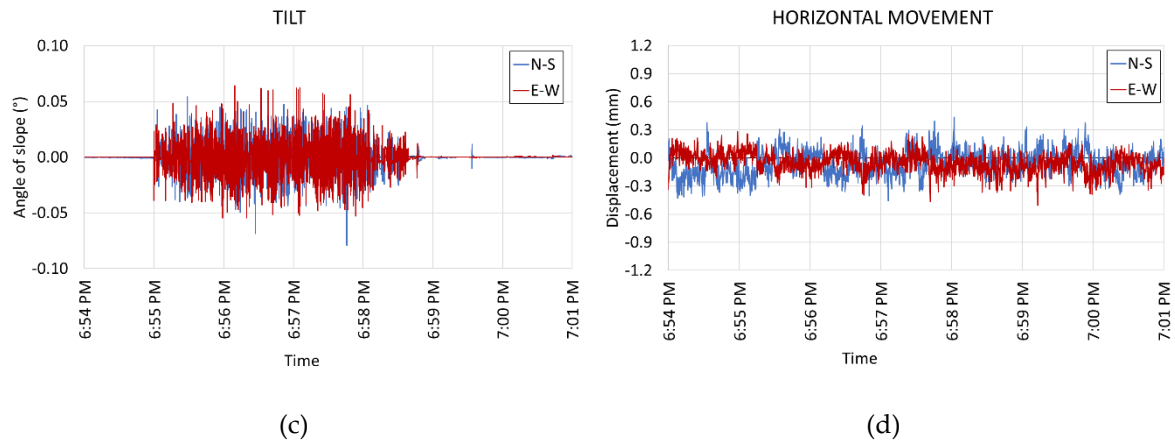 TILT
0.10
0.05
0.00
-0.05
-0.10
Angle of slope (°)
N-S
E-W
6:54 PM
6:55 PM
6:56 PM
6:57 PM
6:58 PM
6:59 PM
7:00 PM
7:01 PM
Time
(c)
HORIZONTAL MOVEMENT
1.2
0.9
0.6
0.3
0.0
-0.3
-0.6
-0.9
-1.2
Displacement (mm)
N-S
E-W
6:54 PM
6:55 PM
6:56 PM
6:57 PM
6:58 PM
6:59 PM
7:00 PM
7:01 PM
Time
(d)